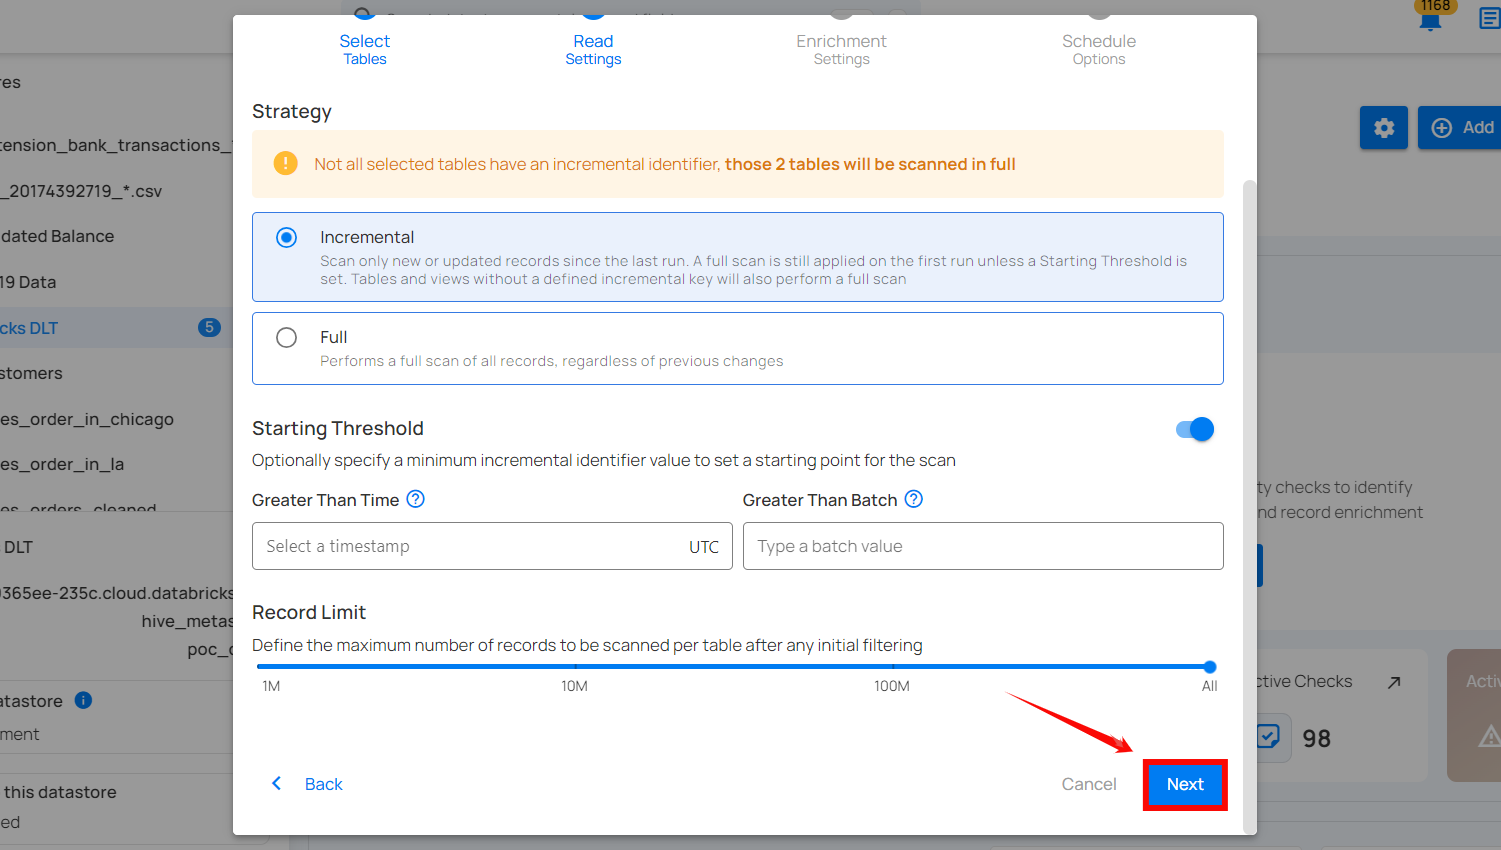 1168
Select
Tables
Read
Settings
Enrichment
Settings
Schedule
Options
res
Add
Strategy
tension_bank_transactions_
Not all selected tables have an incremental identifier, those 2 tables will be scanned in full
_20174392719_*.csv
dated Balance
Incremental
Scan only new or updated records since the last run. A full scan is still applied on the first run unless a Starting Threshold is
set. Tables and views without a defined incremental key will also perform a full scan
19 Data
cks DLT
5
Full
Performs a full scan of all records, regardless of previous changes
stomers
es_order_in_chicago
Starting Threshold
Optionally specify a minimum incremental identifier value to set a starting point for the scan
es_order_in_la
ty checks to identify
nd record enrichment
Greater Than Time
Greater Than Batch
es_orders_cleaned
Select a timestamp
UTC
Type a batch value
DLT
0365ee-235c.cloud.databricks
hive_metas
poc_
Record Limit
Define the maximum number of records to be scanned per table after any initial filtering
1M
10M
100M
All
ctive Checks
Activ
98
atastore
ment
Back
Cancel
Next
this datastore
ed